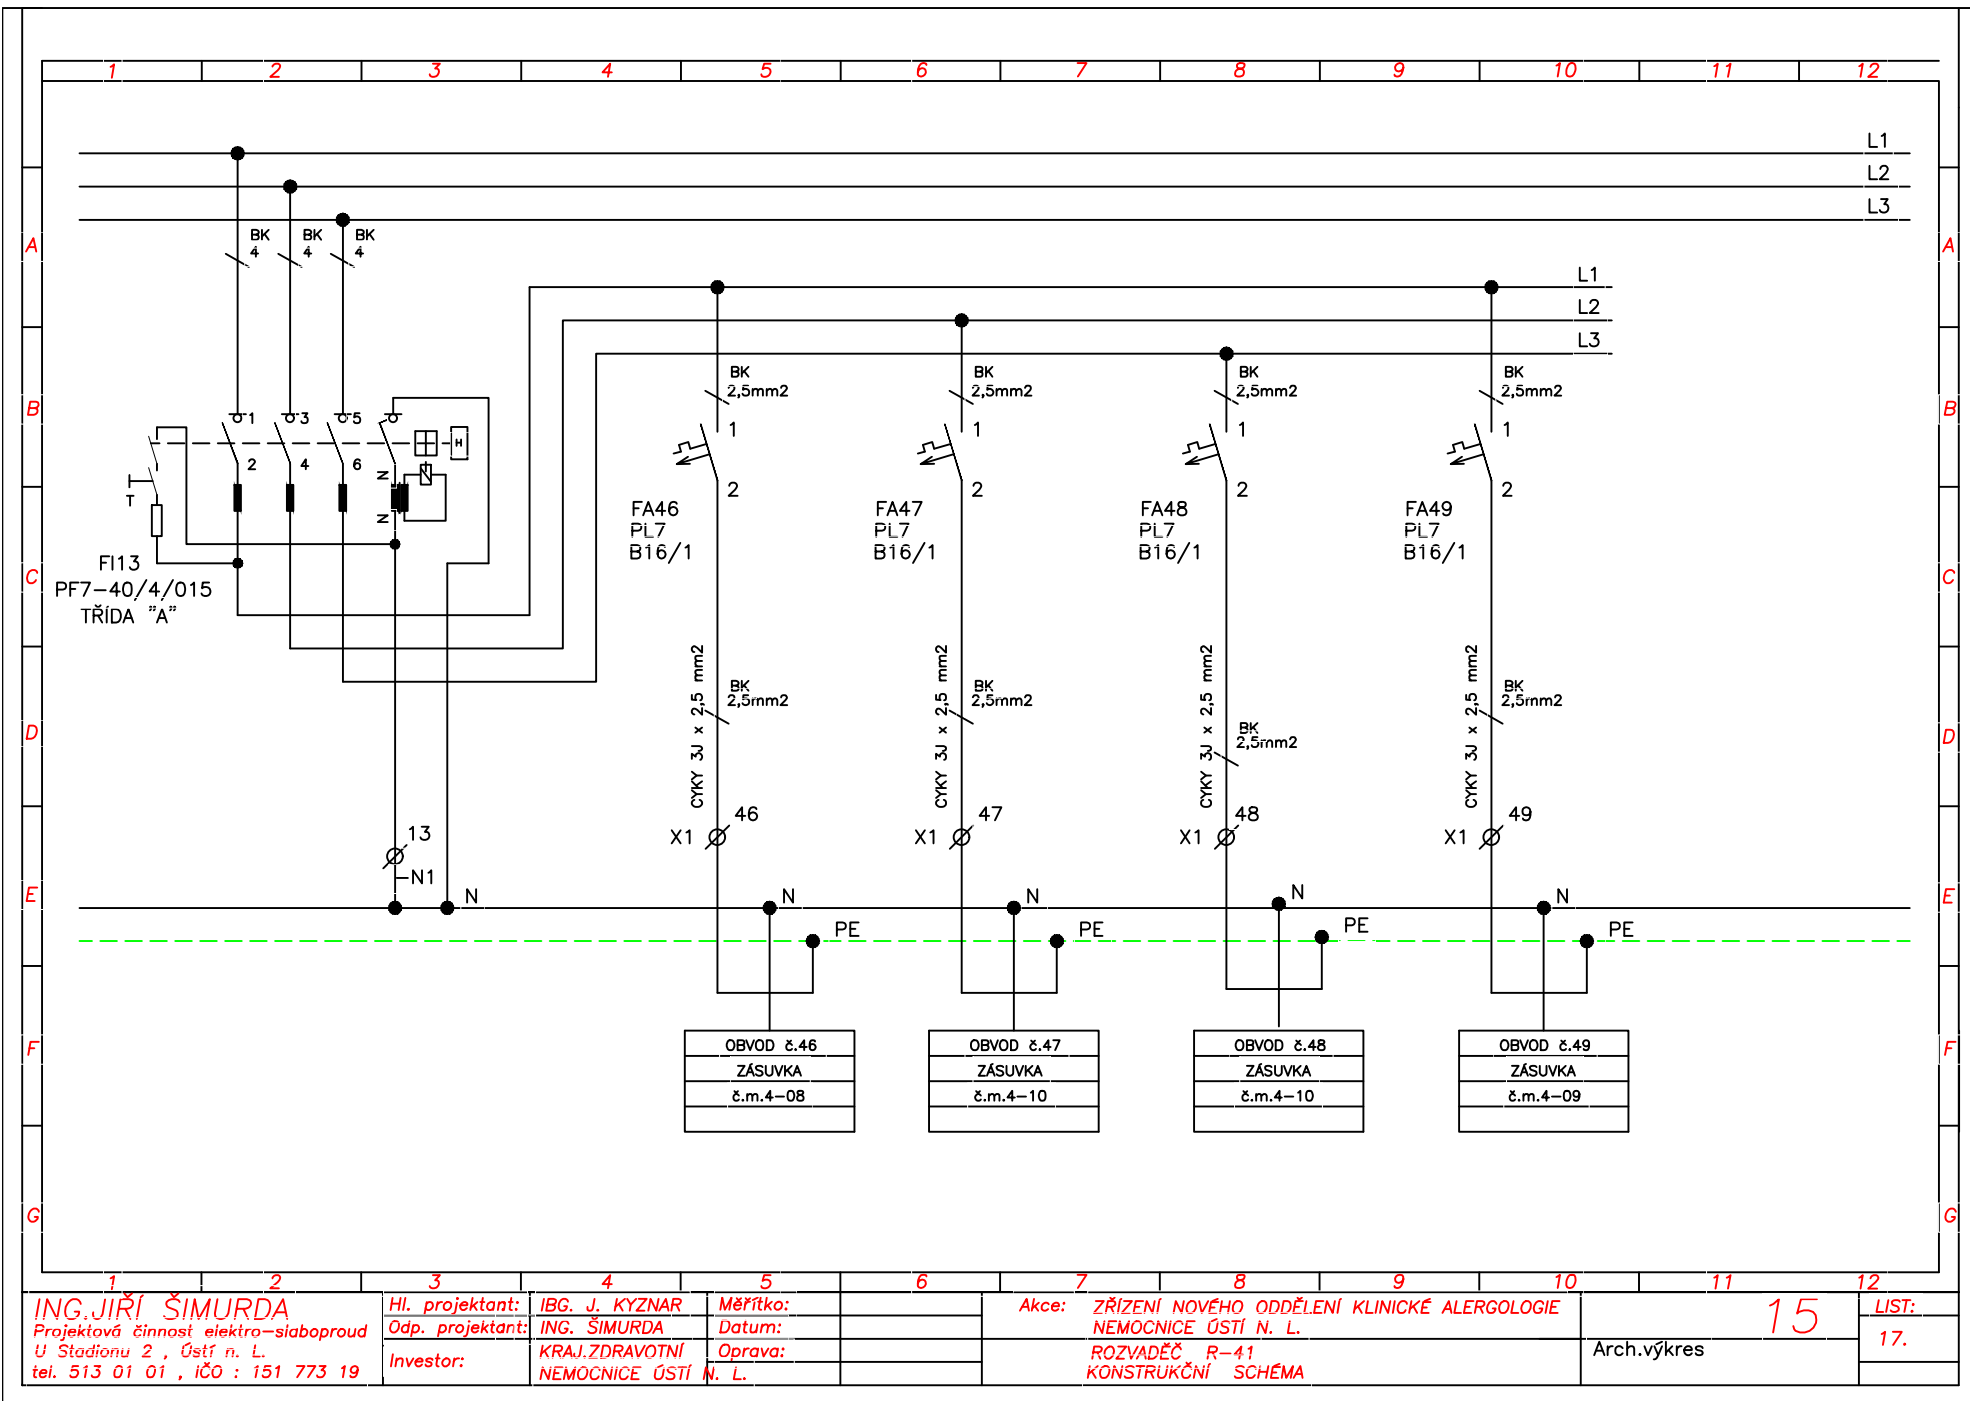 1 2 3 4 5 6 7 8 9 10 11 12
L1
L2
L3
A A
BK BK BK
4 4 4
L1
L2
L3
BK BK BK BK
2,5mm2 2,5mm2 2,5mm2 2,5mm2
B B
1 3 5
H
1 1 1 1
2 4 6
N
T
N
2 2 2 2
FA46 FA47 FA48 FA49
PL7 PL7 PL7 PL7
B16/1 B16/1 B16/1 B16/1
FI13
PF7-40/4/015
TŘÍDA "A"
C C
CYKY 3J x 2,5 mm2 CYKY 3J x 2,5 mm2 CYKY 3J x 2,5 mm2 CYKY 3J x 2,5 mm2
BK BK BK BK
2,5mm2 2,5mm2 2,5mm2 2,5mm2
D D
46 47 48 49
X1 X1 X1 X1
13
N1
E E
N N N N N
PE PE PE PE
F F
OBVOD č.46 OBVOD č.47 OBVOD č.48 OBVOD č.49
ZÁSUVKA ZÁSUVKA ZÁSUVKA ZÁSUVKA
č.m.4-08 č.m.4-10 č.m.4-10 č.m.4-09
G G
1 2 3 4 5 6 7 8 9 10 11 12
ING.JIŘÍ ŠIMURDA
Projektová činnost elektro-slaboproud
U Stadionu 2 , Ústí n. L.
tel. 513 01 01 , IČO : 151 773 19
Hl. projektant: IBG. J. KYZNAR
Odp. projektant: ING. ŠIMURDA
Investor: KRAJ.ZDRAVOTNÍ
NEMOCNICE ÚSTÍ N. L.
Měřítko:
Datum:
Oprava:
Akce: ZŘÍZENÍ NOVÉHO ODDĚLENÍ KLINICKÉ ALERGOLOGIE
NEMOCNICE ÚSTÍ N. L.
ROZVADĚČ R-41
KONSTRUKČNÍ SCHÉMA
15
Arch.výkres
LIST:
17.